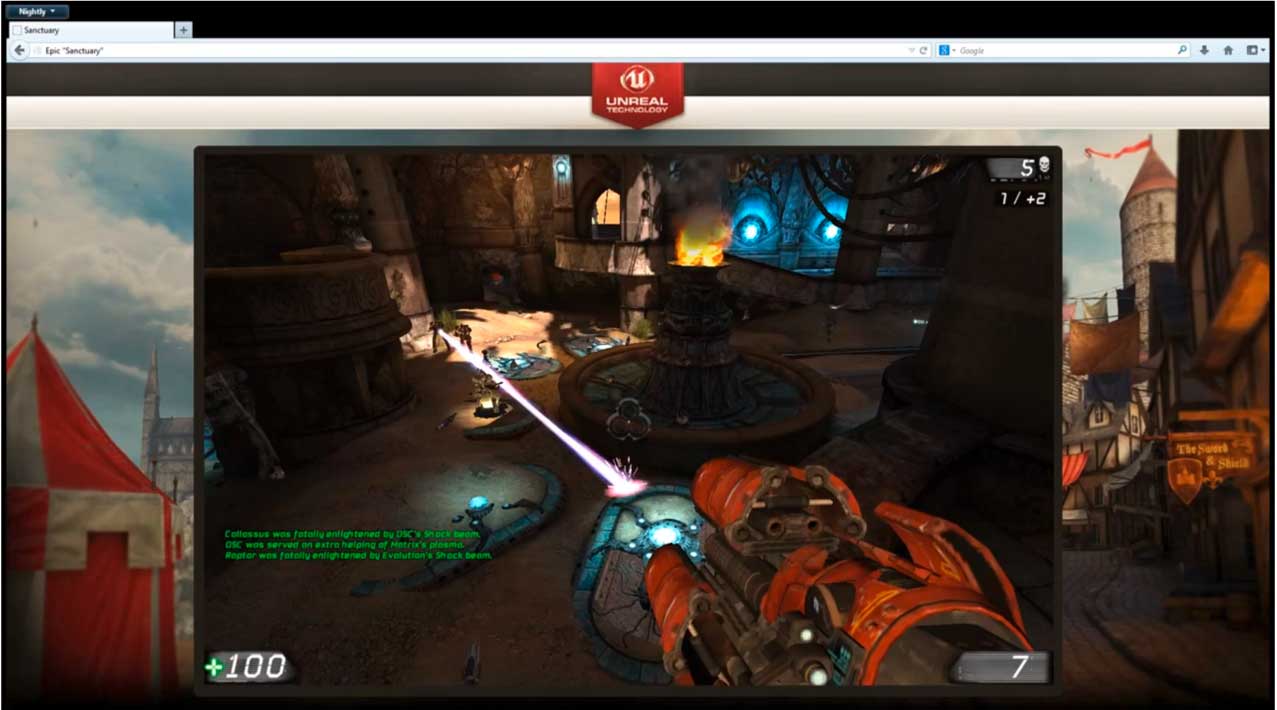 Nightly
Sanctuary
Epic "Sanctuary"
Google
UNREAL
TECHNOLOGY
5
1 / +2
The Sword
& Shield
Collossus was fatally enlightened by OSC's Shock beam.
OSC was served an extra helping of Matrix's plasma.
Raptor was fatally enlightened by Evolution's Shock beam.
+100
7